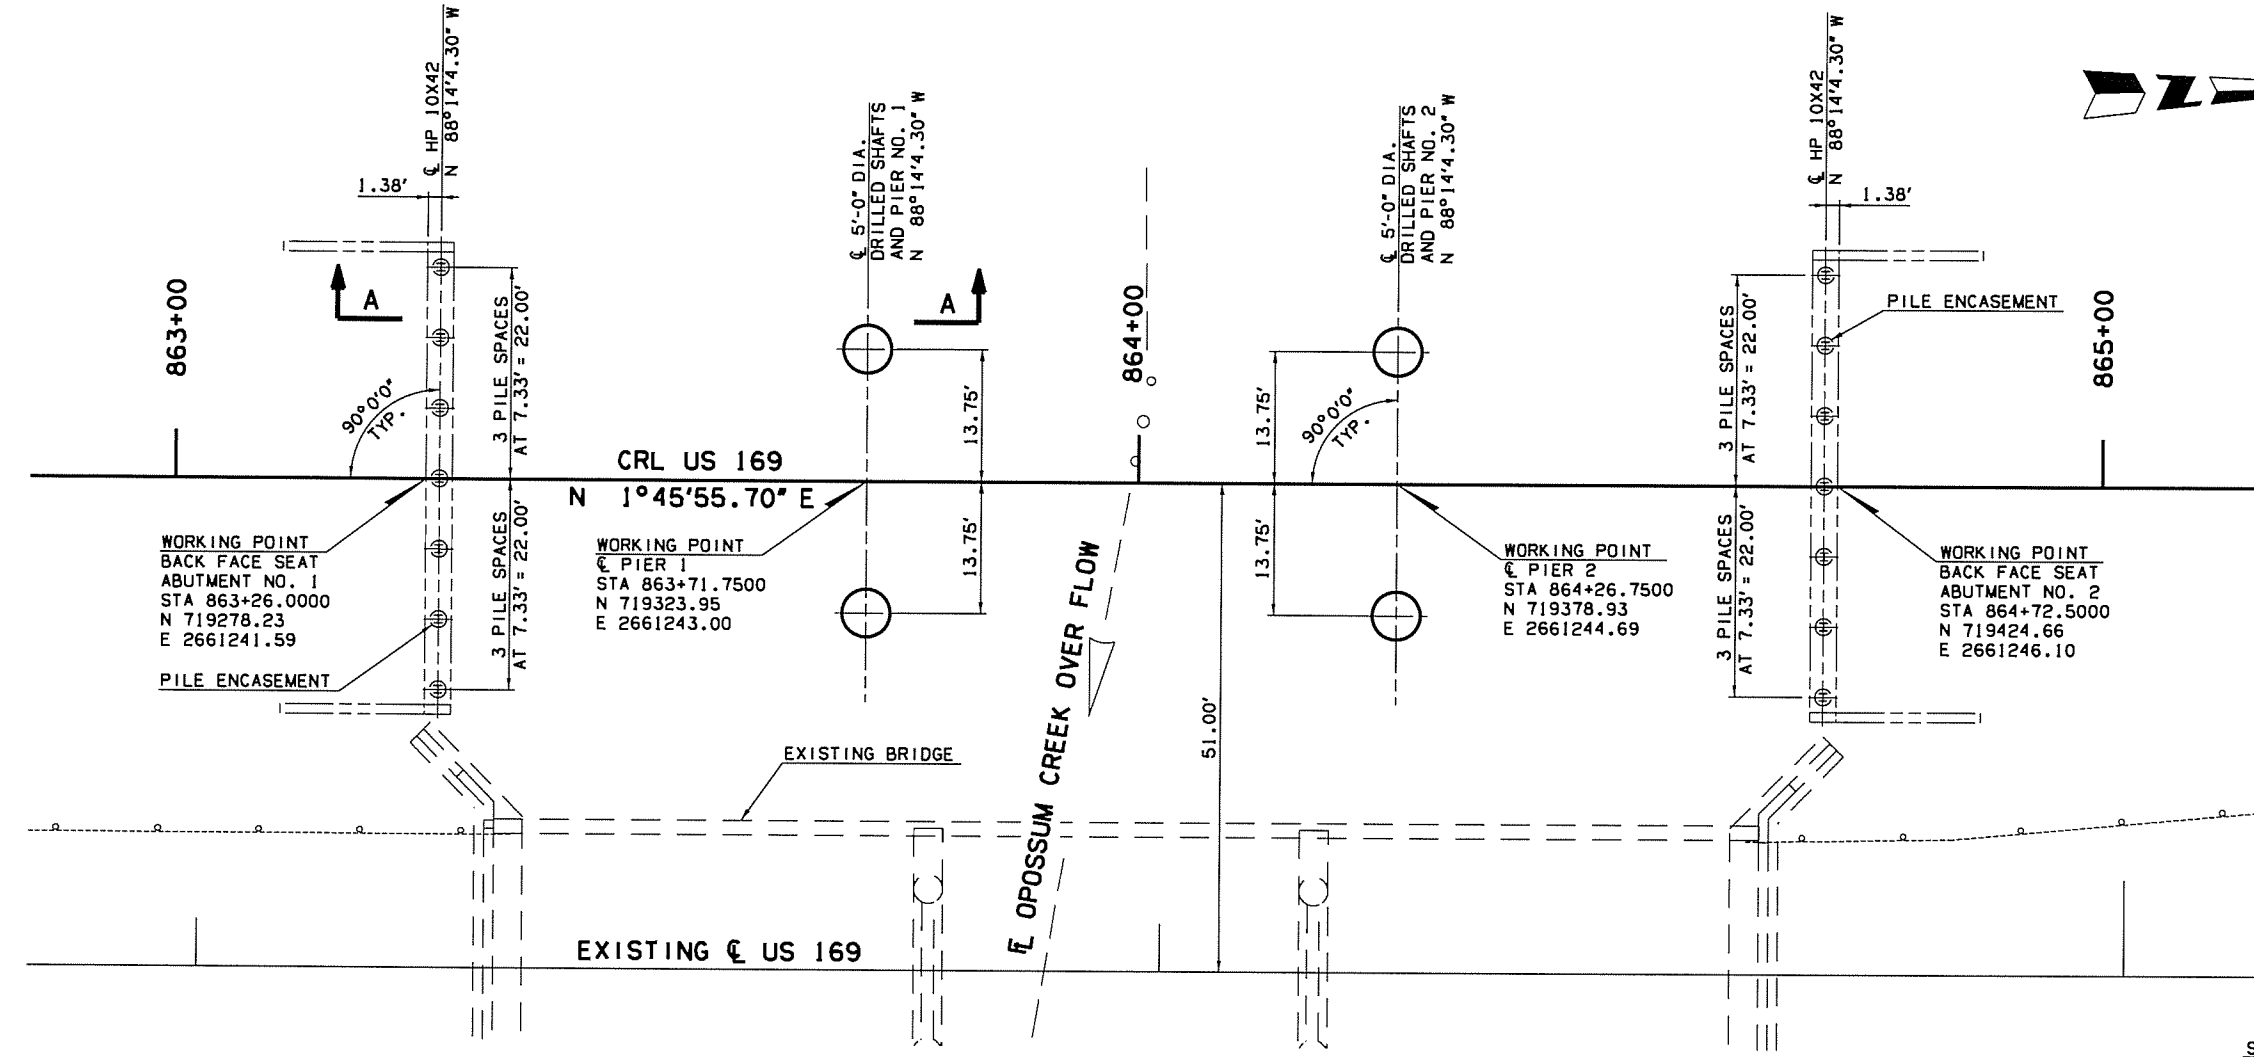 ℄ HP 10X42
N 88°14'4.30" W
1.38'
℄ 5'-0" DIA.
DRILLED SHAFTS
AND PIER NO. 1
N 88°14'4.30" W
℄ 5'-0" DIA.
DRILLED SHAFTS
AND PIER NO. 2
N 88°14'4.30" W
℄ HP 10X42
N 88°14'4.30" W
1.38'
N
863+00
A
A
864+00
865+00
PILE ENCASEMENT
3 PILE SPACES
AT 7.33' = 22.00'
90°0'0"
TYP.
13.75'
13.75'
90°0'0"
TYP.
3 PILE SPACES
AT 7.33' = 22.00'
CRL US 169
N 1°45'55.70" E
WORKING POINT
BACK FACE SEAT
ABUTMENT NO. 1
STA 863+26.0000
N 719278.23
E 2661241.59
PILE ENCASEMENT
3 PILE SPACES
AT 7.33' = 22.00'
WORKING POINT
℄ PIER 1
STA 863+71.7500
N 719323.95
E 2661243.00
13.75'
13.75'
WORKING POINT
℄ PIER 2
STA 864+26.7500
N 719378.93
E 2661244.69
3 PILE SPACES
AT 7.33' = 22.00'
WORKING POINT
BACK FACE SEAT
ABUTMENT NO. 2
STA 864+72.5000
N 719424.66
E 2661246.10
FL OPOSSUM CREEK OVER FLOW
51.00'
EXISTING BRIDGE
EXISTING ℄ US 169